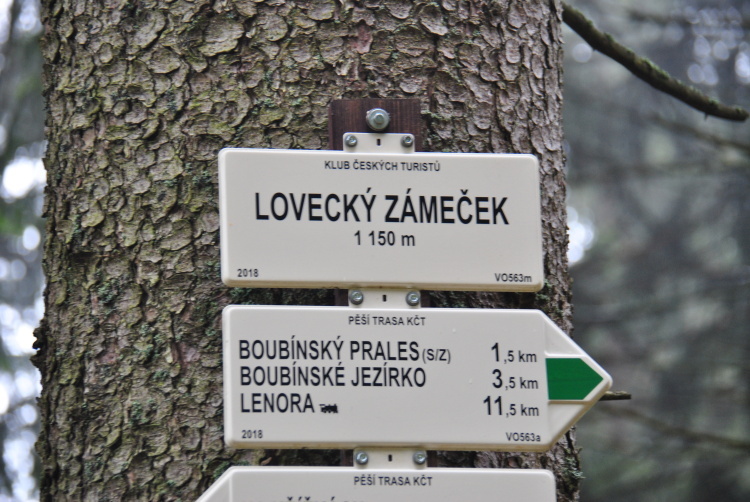 KLUB ČESKÝCH TURISTŮ
LOVECKÝ ZÁMEČEK
1 150 m
2018 VO563m
PĚŠÍ TRASA KČT
BOUBÍNSKÝ PRALES (S/Z) 1,5 km
BOUBÍNSKÉ JEZÍRKO 3,5 km
LENORA 11,5 km
2018 VO563a
PĚŠÍ TRASA KČT